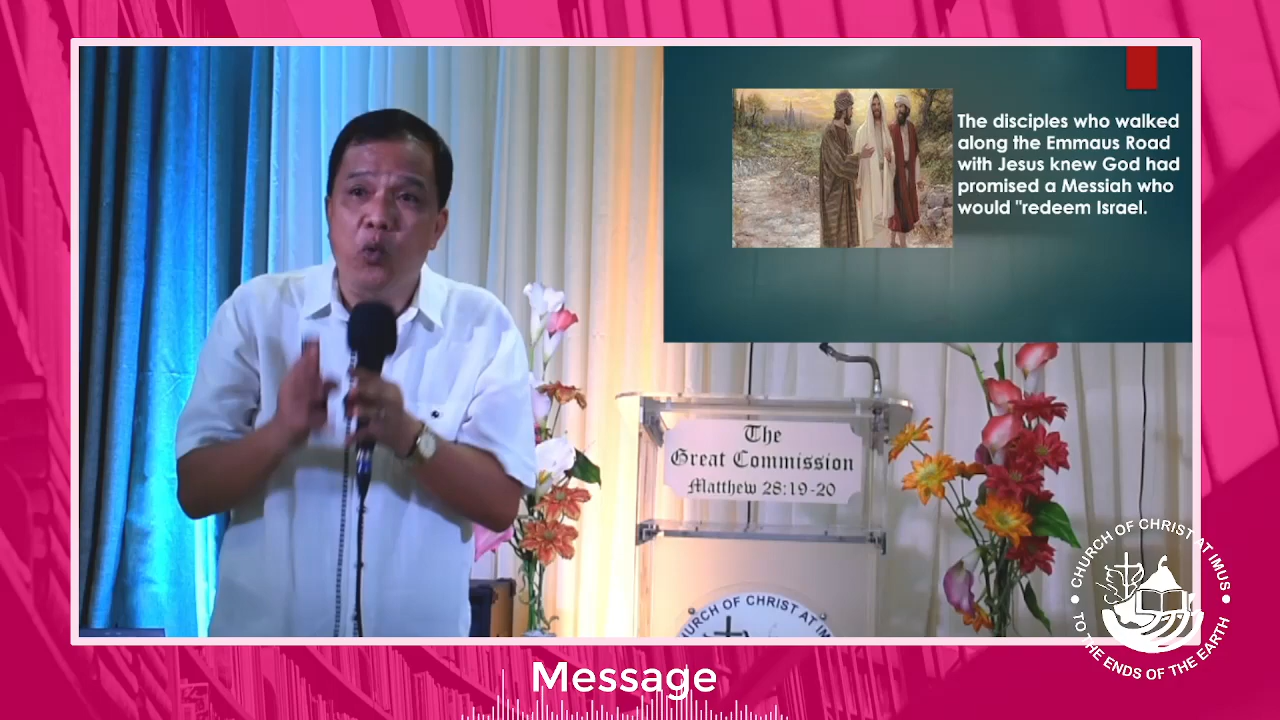 The disciples who walked
along the Emmaus Road
with Jesus knew God had
promised a Messiah who
would "redeem Israel.
The
Great Commission
Matthew 28:19-20
CHURCH OF CHRIST AT IMUS
CHURCH OF CHRIST AT IMUS
TO THE ENDS OF THE EARTH
Message